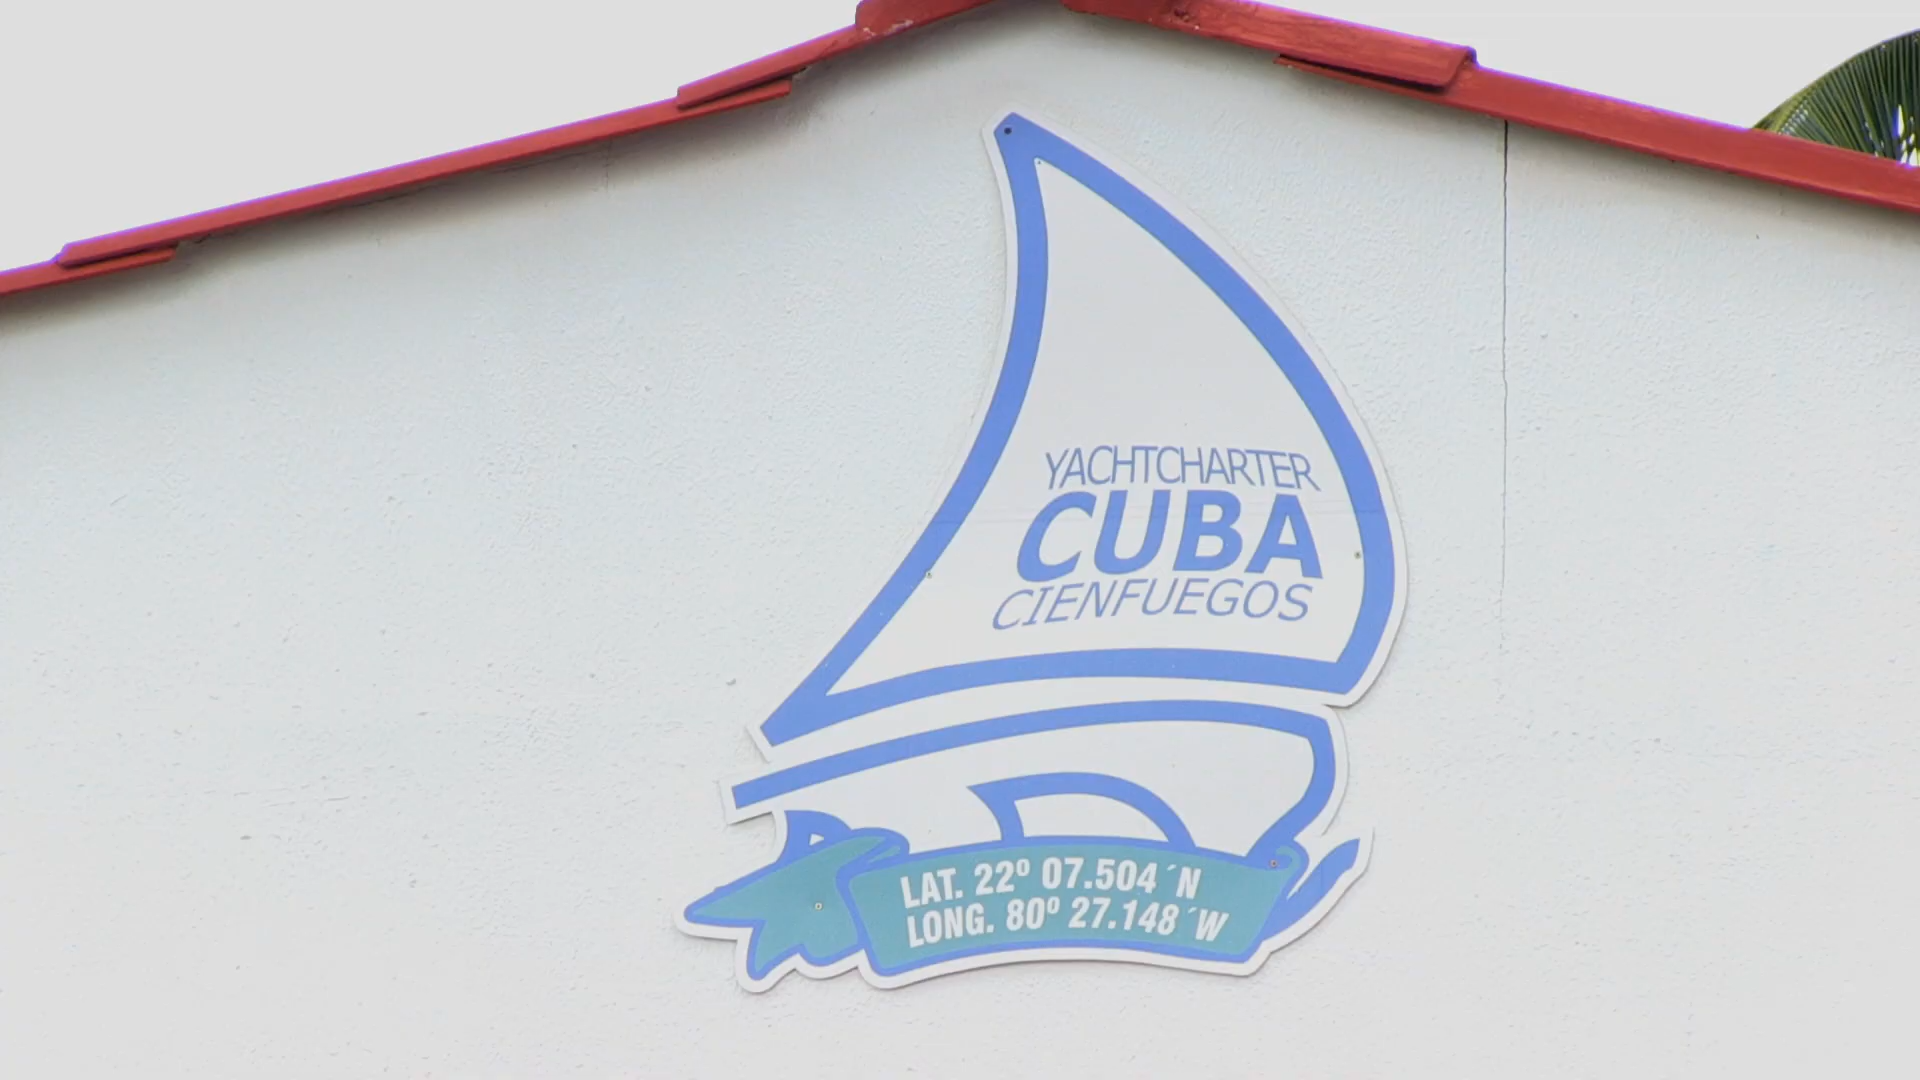 YACHTCHARTER
CUBA
CIENFUEGOS
LAT. 22º 07.504 ´N
LONG. 80º 27.148 ´W